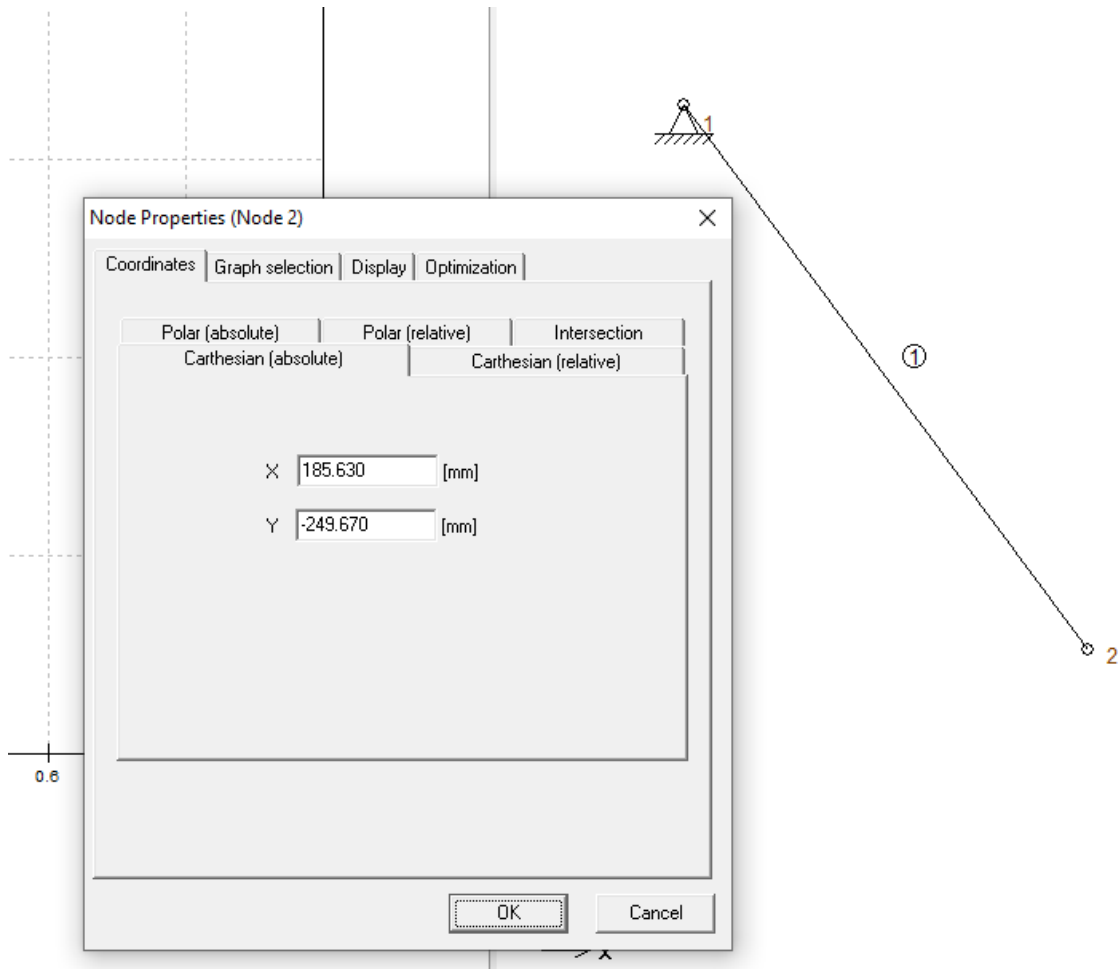 1
Node Properties (Node 2)
Coordinates Graph selection Display Optimization
Polar (absolute) Polar (relative) Intersection
Carthesian (absolute) Carthesian (relative)
①
X 185.630 [mm]
Y -249.670 [mm]
2
0.6
OK Cancel
X